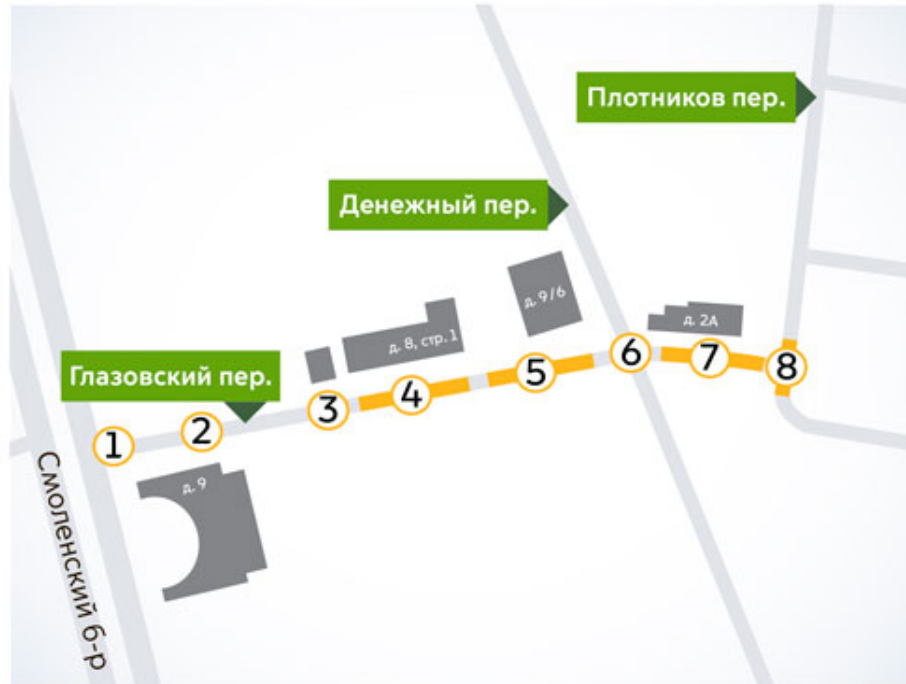 Плотников пер.
Денежный пер.
д. 9/6
д. 2А
д. 8, стр. 1
Глазовский пер.
1
2
3
4
5
6
7
8
д. 9
Смоленский б-р